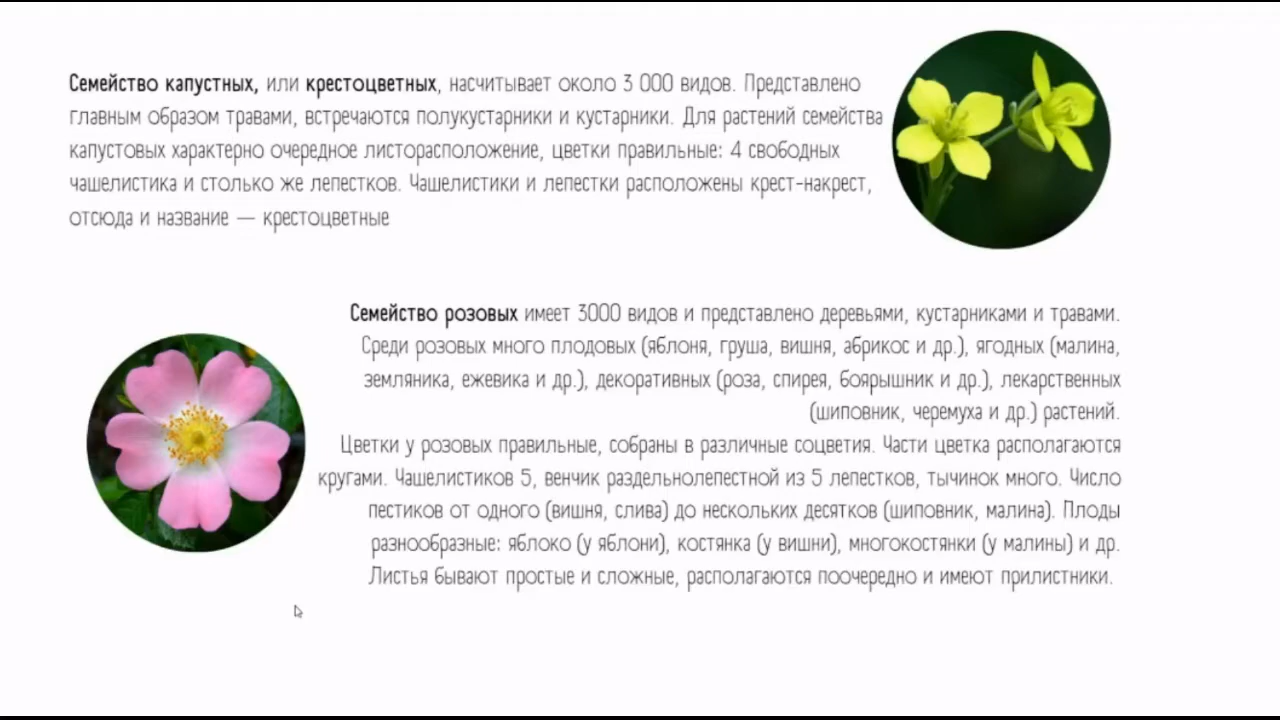 Семейство капустных, или крестоцветных, насчитывает около 3 000 видов. Представлено
главным образом травами, встречаются полукустарники и кустарники. Для растений семейства
капустовых характерно очередное листорасположение, цветки правильные: 4 свободных
чашелистика и столько же лепестков. Чашелистики и лепестки расположены крест-накрест,
отсюда и название — крестоцветные
Семейство розовых имеет 3000 видов и представлено деревьями, кустарниками и травами.
Среди розовых много плодовых (яблоня, груша, вишня, абрикос и др.), ягодных (малина,
земляника, ежевика и др.), декоративных (роза, спирея, боярышник и др.), лекарственных
(шиповник, черемуха и др.) растений.
Цветки у розовых правильные, собраны в различные соцветия. Части цветка располагаются
кругами. Чашелистиков 5, венчик раздельнолепестной из 5 лепестков, тычинок много. Число
пестиков от одного (вишня, слива) до нескольких десятков (шиповник, малина). Плоды
разнообразные: яблоко (у яблони), костянка (у вишни), многокостянки (у малины) и др.
Листья бывают простые и сложные, располагаются поочередно и имеют прилистники.